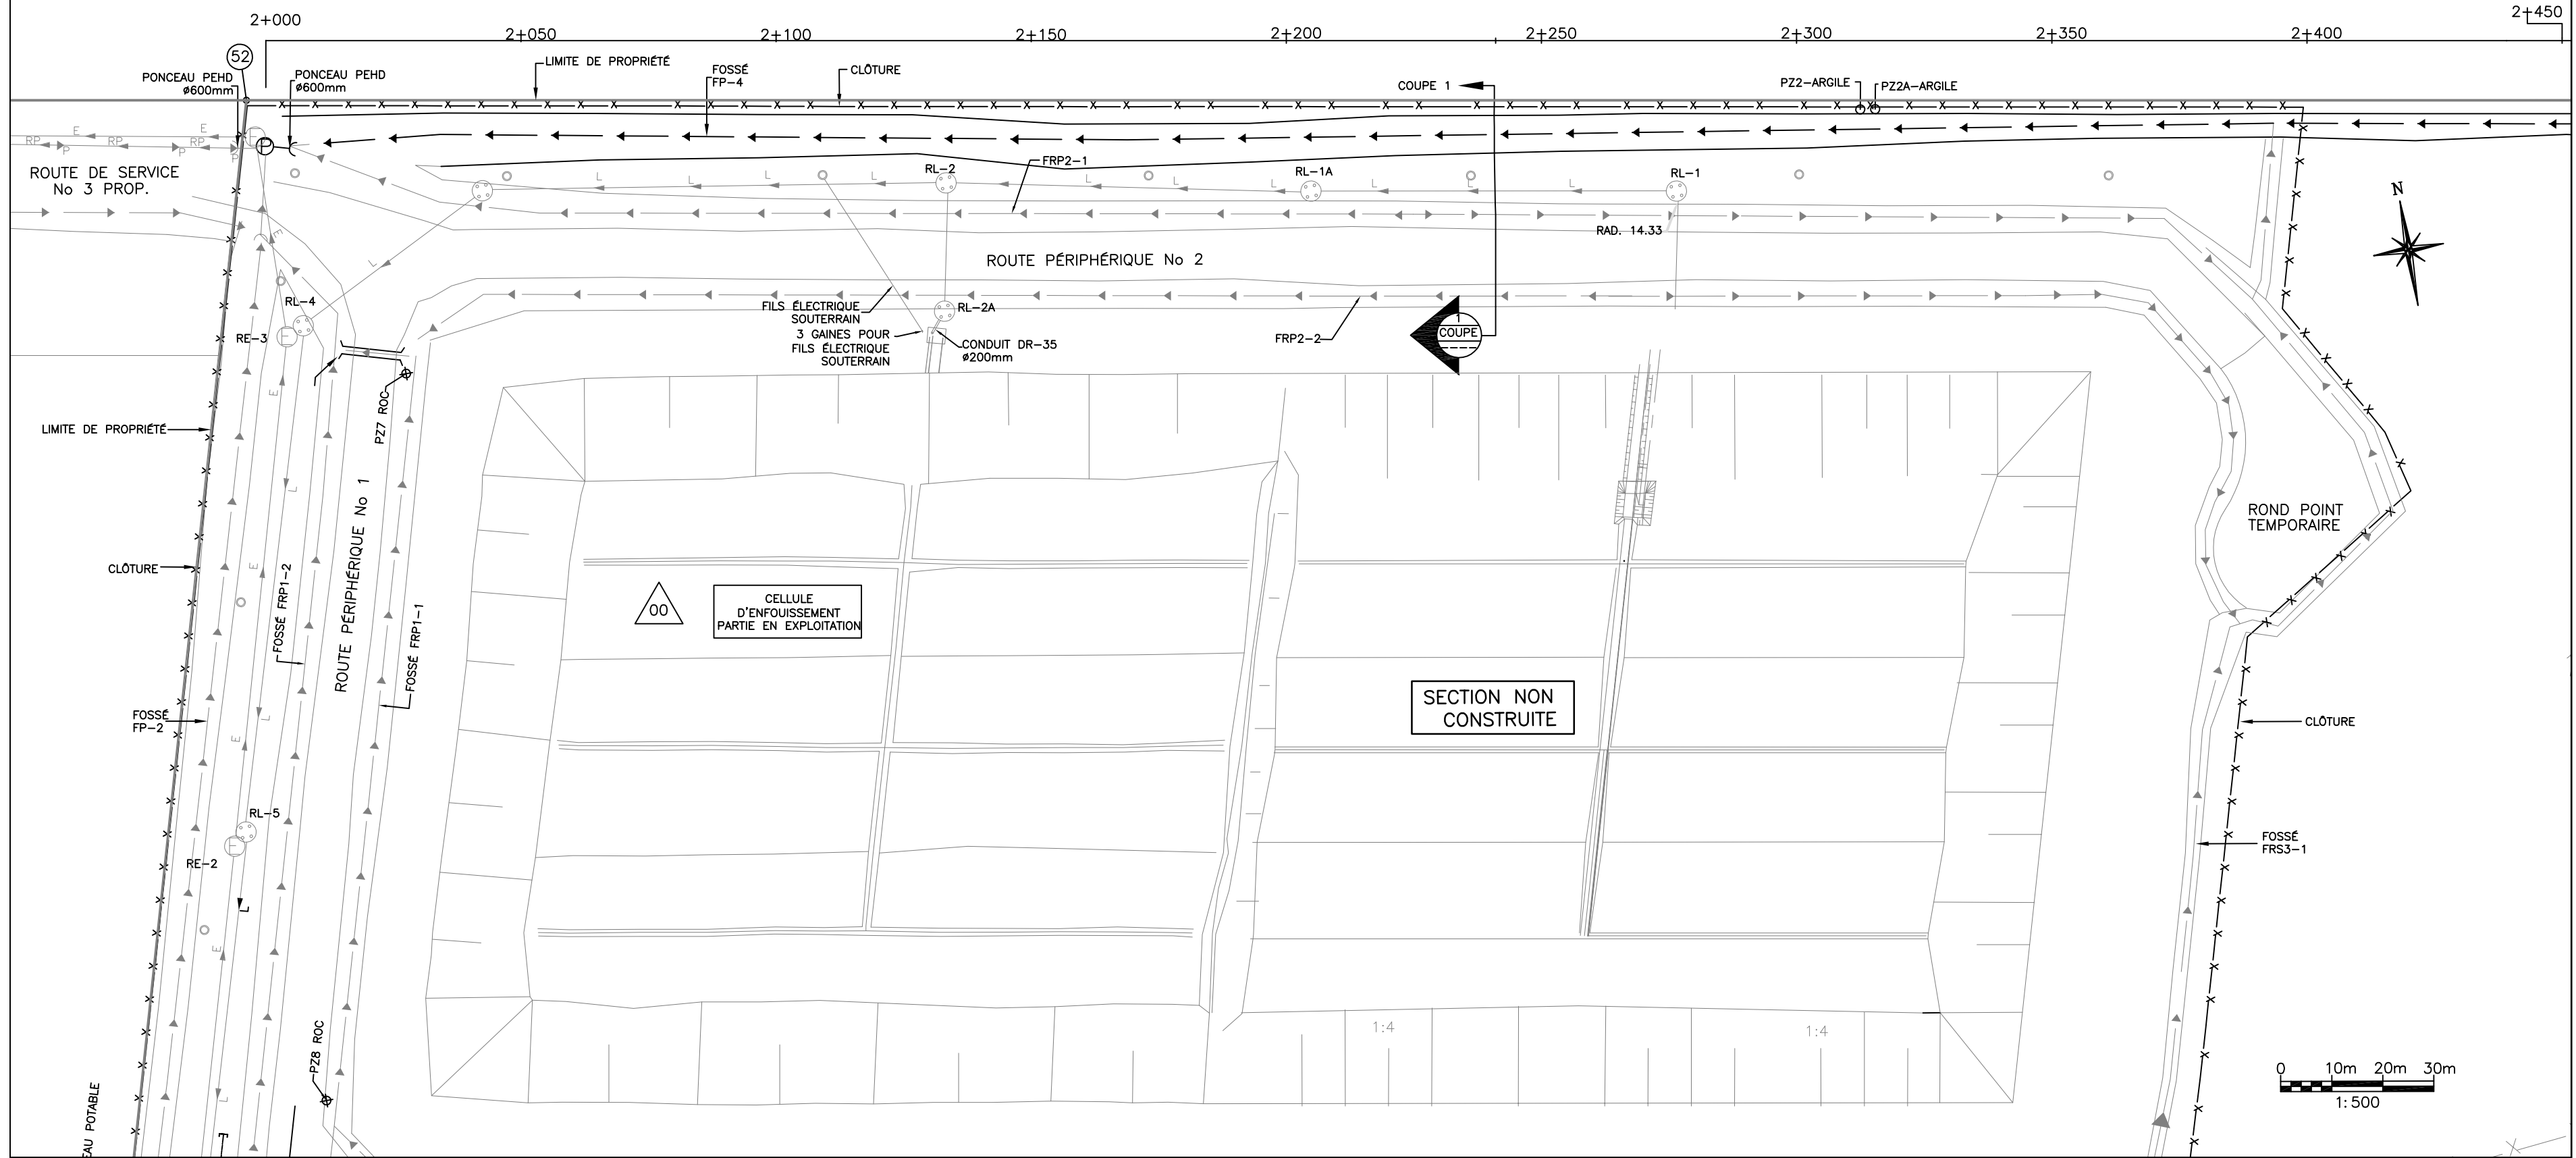 2+000
2+050
2+100
2+150
2+200
2+250
2+300
2+350
2+400
2+450
52
PONCEAU PEHD
ø600mm
PONCEAU PEHD
ø600mm
LIMITE DE PROPRIÉTÉ
FOSSÉ
FP-4
CLÔTURE
COUPE 1
PZ2-ARGILE
PZ2A-ARGILE
E
E
RP
RP
RP
P
P
P
ROUTE DE SERVICE
No 3 PROP.
L
L
L
L
RL-2
L
L
FRP2-1
L
RL-1A
L
L
L
RL-1
RAD. 14.33
N
ROUTE PÉRIPHÉRIQUE No 2
E
L
RL-4
RE-3
FILS ÉLECTRIQUE
SOUTERRAIN
3 GAINES POUR
FILS ÉLECTRIQUE
SOUTERRAIN
RL-2A
CONDUIT DR-35
ø200mm
FRP2-2
1
COUPE
PZ7 ROC
LIMITE DE PROPRIÉTÉ
E
L
CLÔTURE
E
FOSSÉ FRP1-2
ROUTE PÉRIPHÉRIQUE No 1
FOSSÉ FRP1-1
00
CELLULE
D'ENFOUISSEMENT
PARTIE EN EXPLOITATION
ROND POINT
TEMPORAIRE
SECTION NON
CONSTRUITE
FOSSÉ
FP-2
L
E
CLÔTURE
RL-5
RE-2
FOSSÉ
FRS3-1
L
E
PZ8 ROC
1:4
1:4
L
EAU POTABLE
E
0 10m 20m 30m
1:500